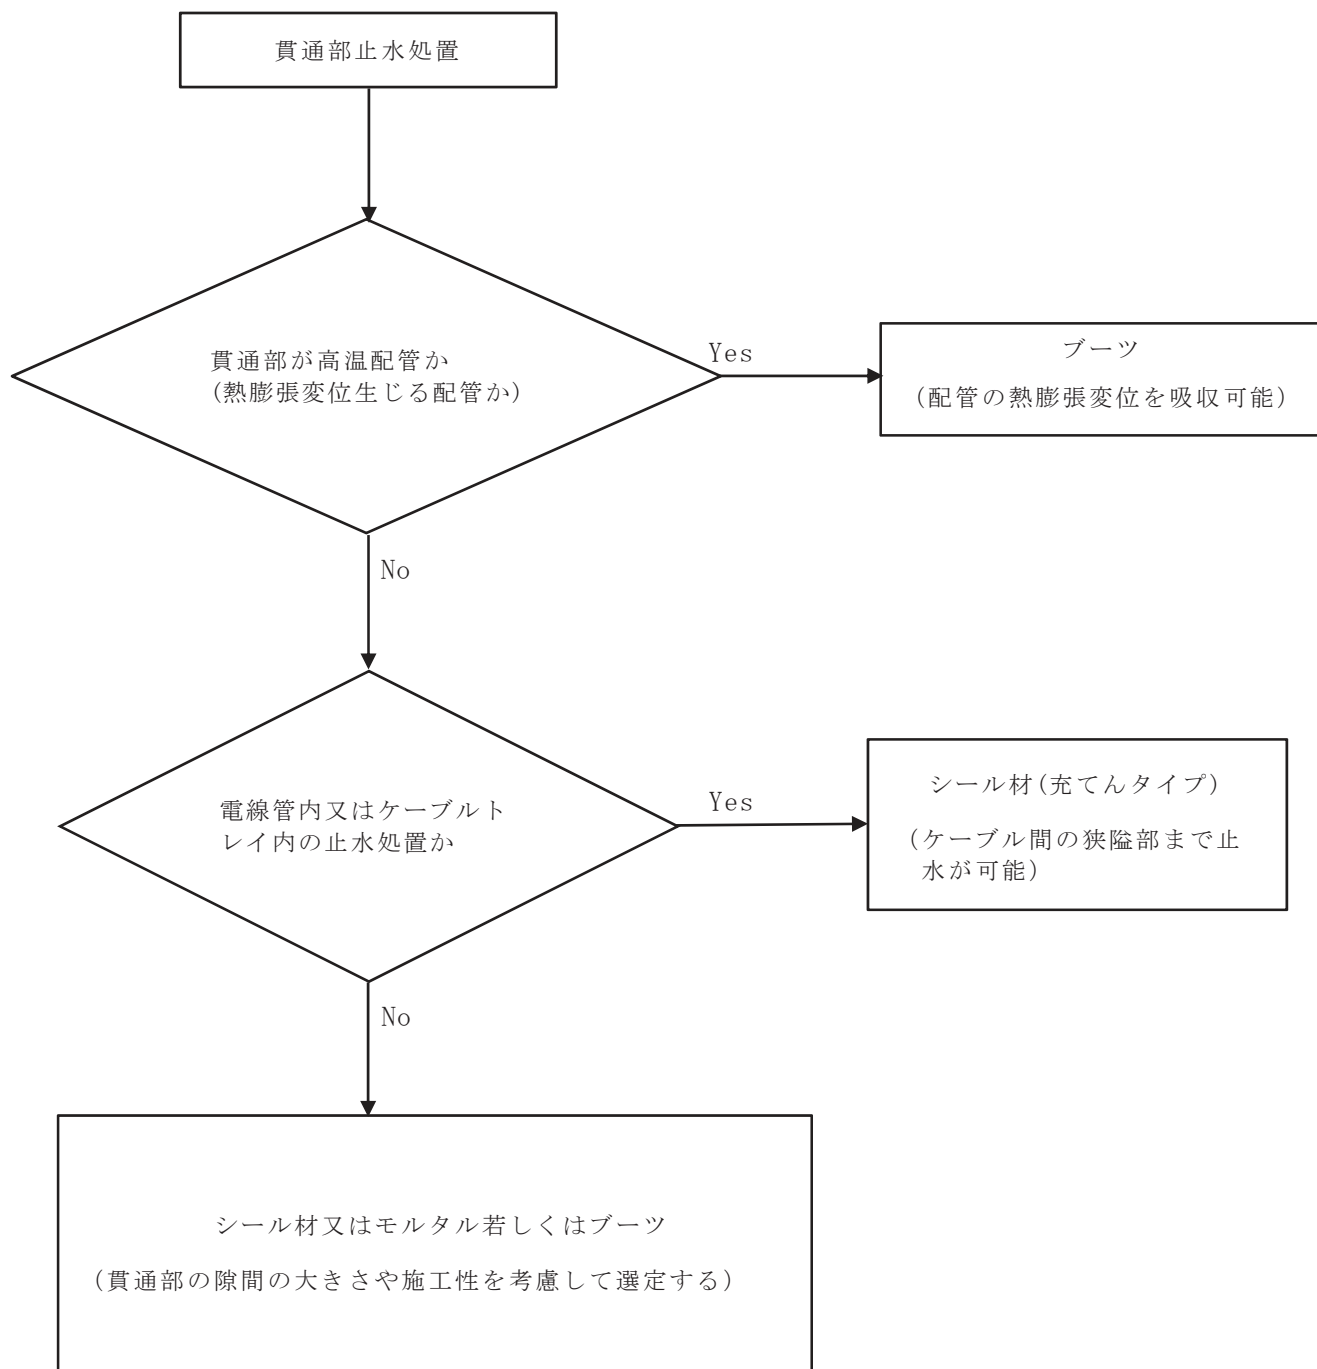 貫通部止水処置
貫通部が高温配管か
(熱膨張変位生じる配管か)
Yes
ブーツ
(配管の熱膨張変位を吸収可能)
No
電線管内又はケーブルト
レイ内の止水処置か
Yes
シール材(充てんタイプ)
(ケーブル間の狭隘部まで止
水が可能)
No
シール材又はモルタル若しくはブーツ
(貫通部の隙間の大きさや施工性を考慮して選定する)